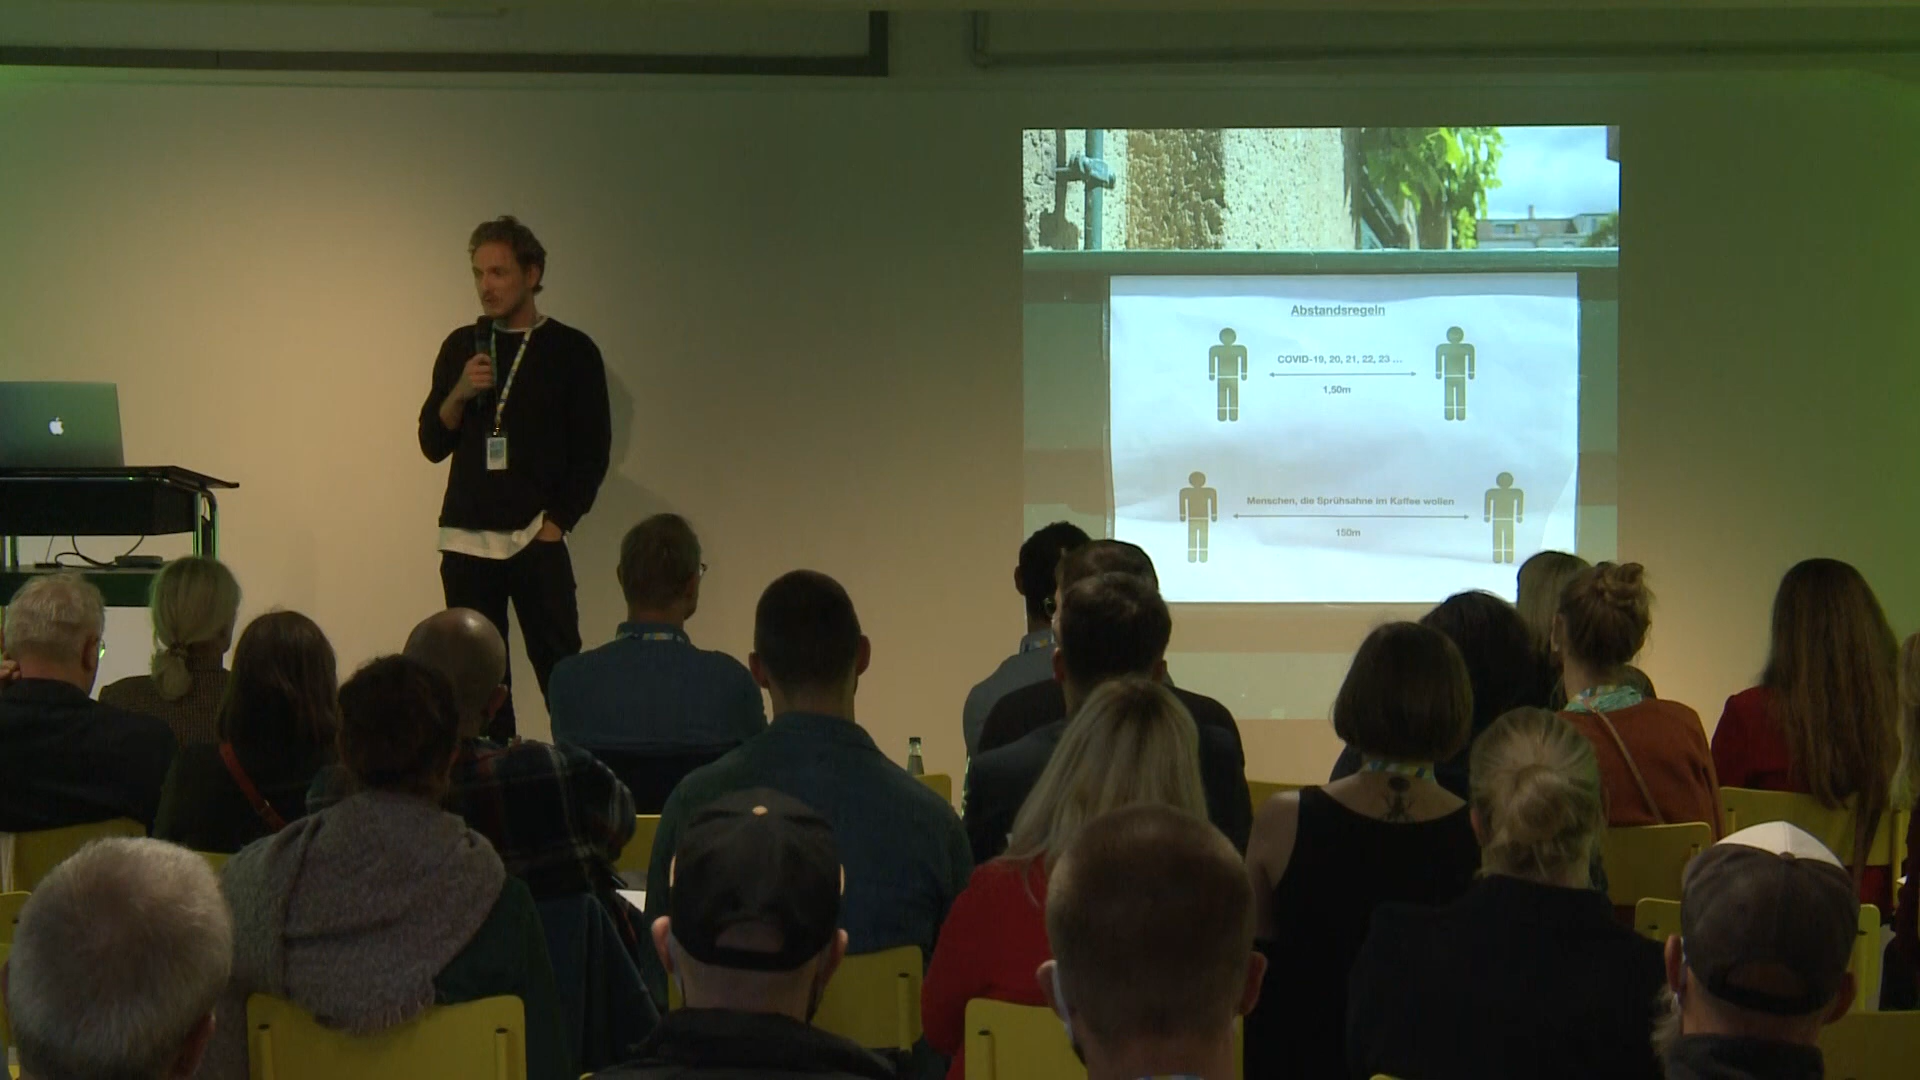 Abstandsregeln
COVID-19, 20, 21, 22, 23 ...
1,50m
Menschen, die Sprühsahne im Kaffee wollen
150m